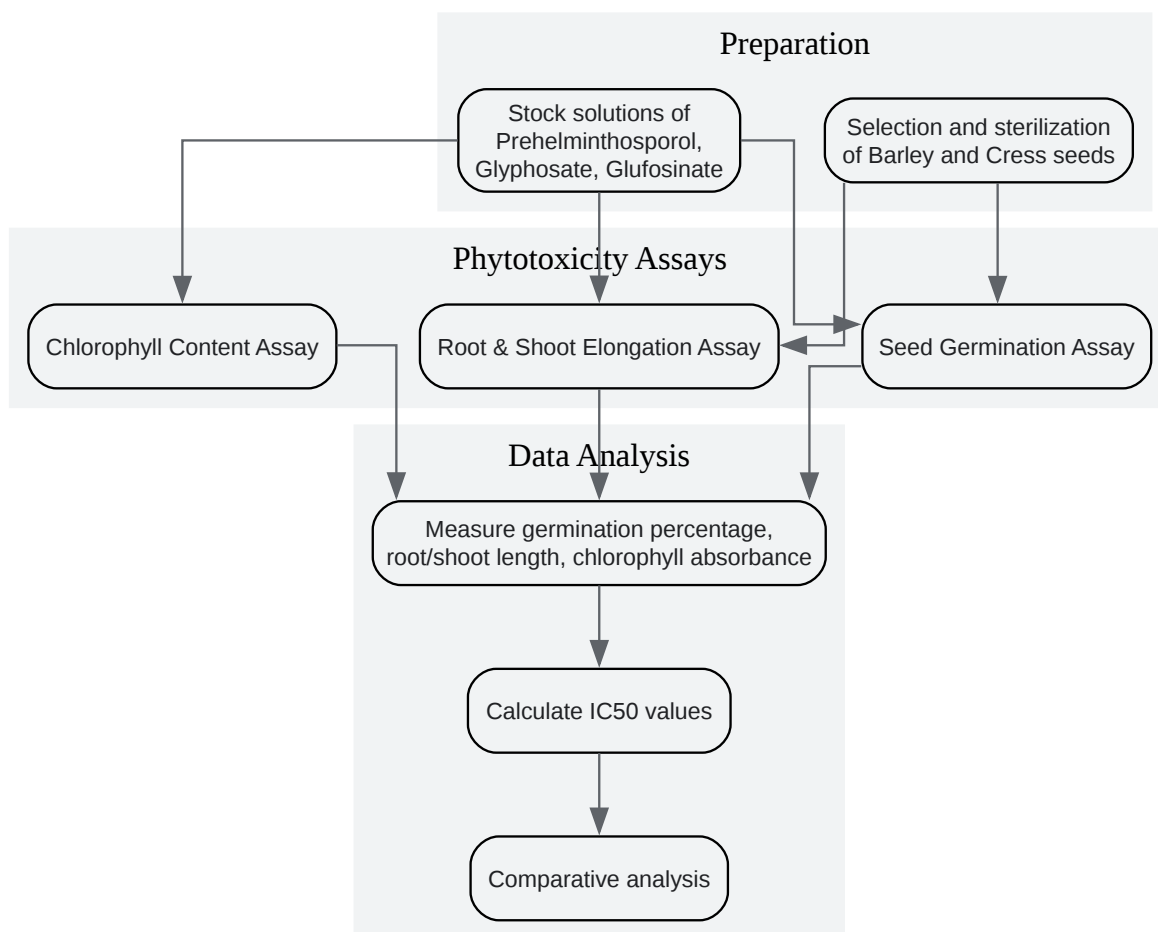 Preparation
Stock solutions of
Prehelminthosporol,
Glyphosate, Glufosinate
Selection and sterilization
of Barley and Cress seeds
Phytotoxicity Assays
Chlorophyll Content Assay
Root & Shoot Elongation Assay
Seed Germination Assay
Data Analysis
Measure germination percentage,
root/shoot length, chlorophyll absorbance
Calculate IC50 values
Comparative analysis